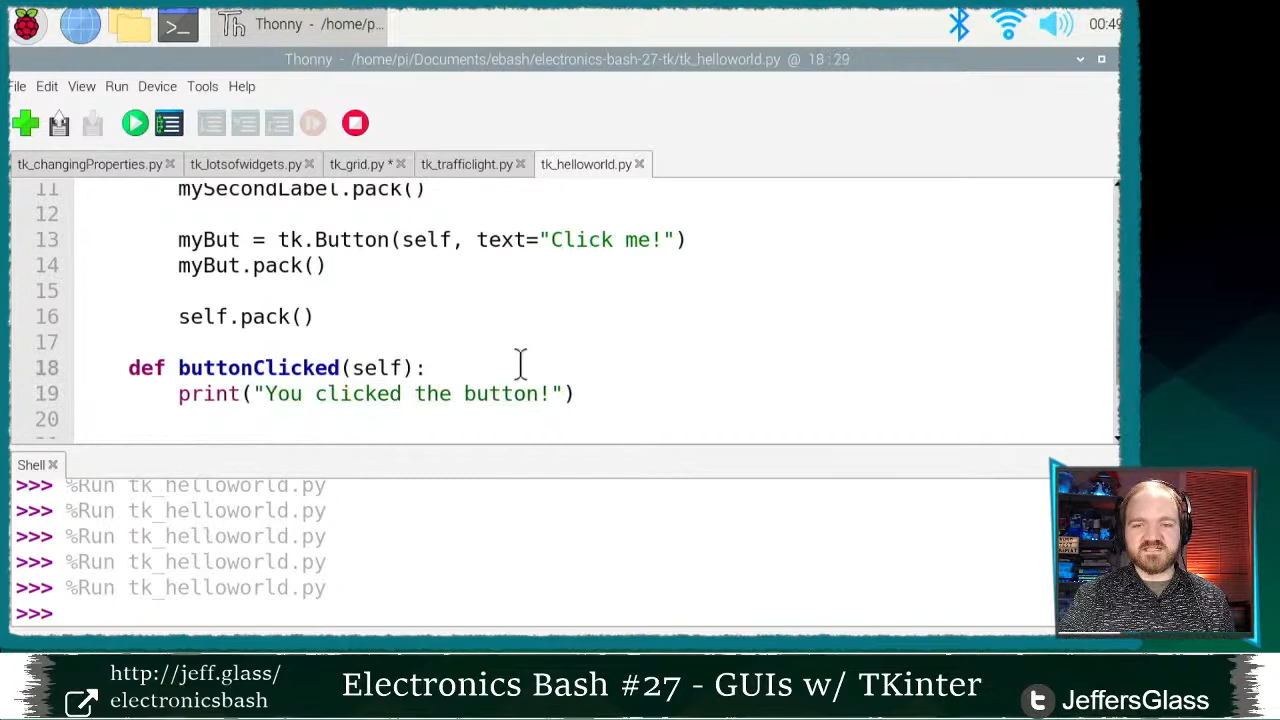 Thonny - /home/p...
00:49
Thonny - /home/pi/Documents/ebash/electronics-bash-27-tk/tk_helloworld.py @ 18:29
File Edit View Run Device Tools Help
tk_changingProperties.py tk_lotsofwidgets.py tk_grid.py * tk_trafficlight.py tk_helloworld.py
11 mySecondLabel.pack()
12
13 myBut = tk.Button(self, text="Click me!")
14 myBut.pack()
15
16 self.pack()
17
18 def buttonClicked(self):
19 print("You clicked the button!")
20
Shell
>>> %Run tk_helloworld.py
>>> %Run tk_helloworld.py
>>> %Run tk_helloworld.py
>>> %Run tk_helloworld.py
>>> %Run tk_helloworld.py
>>>
http://jeff.glass/
electronicsbash
Electronics Bash #27 - GUIs w/ TKinter
JeffersGlass